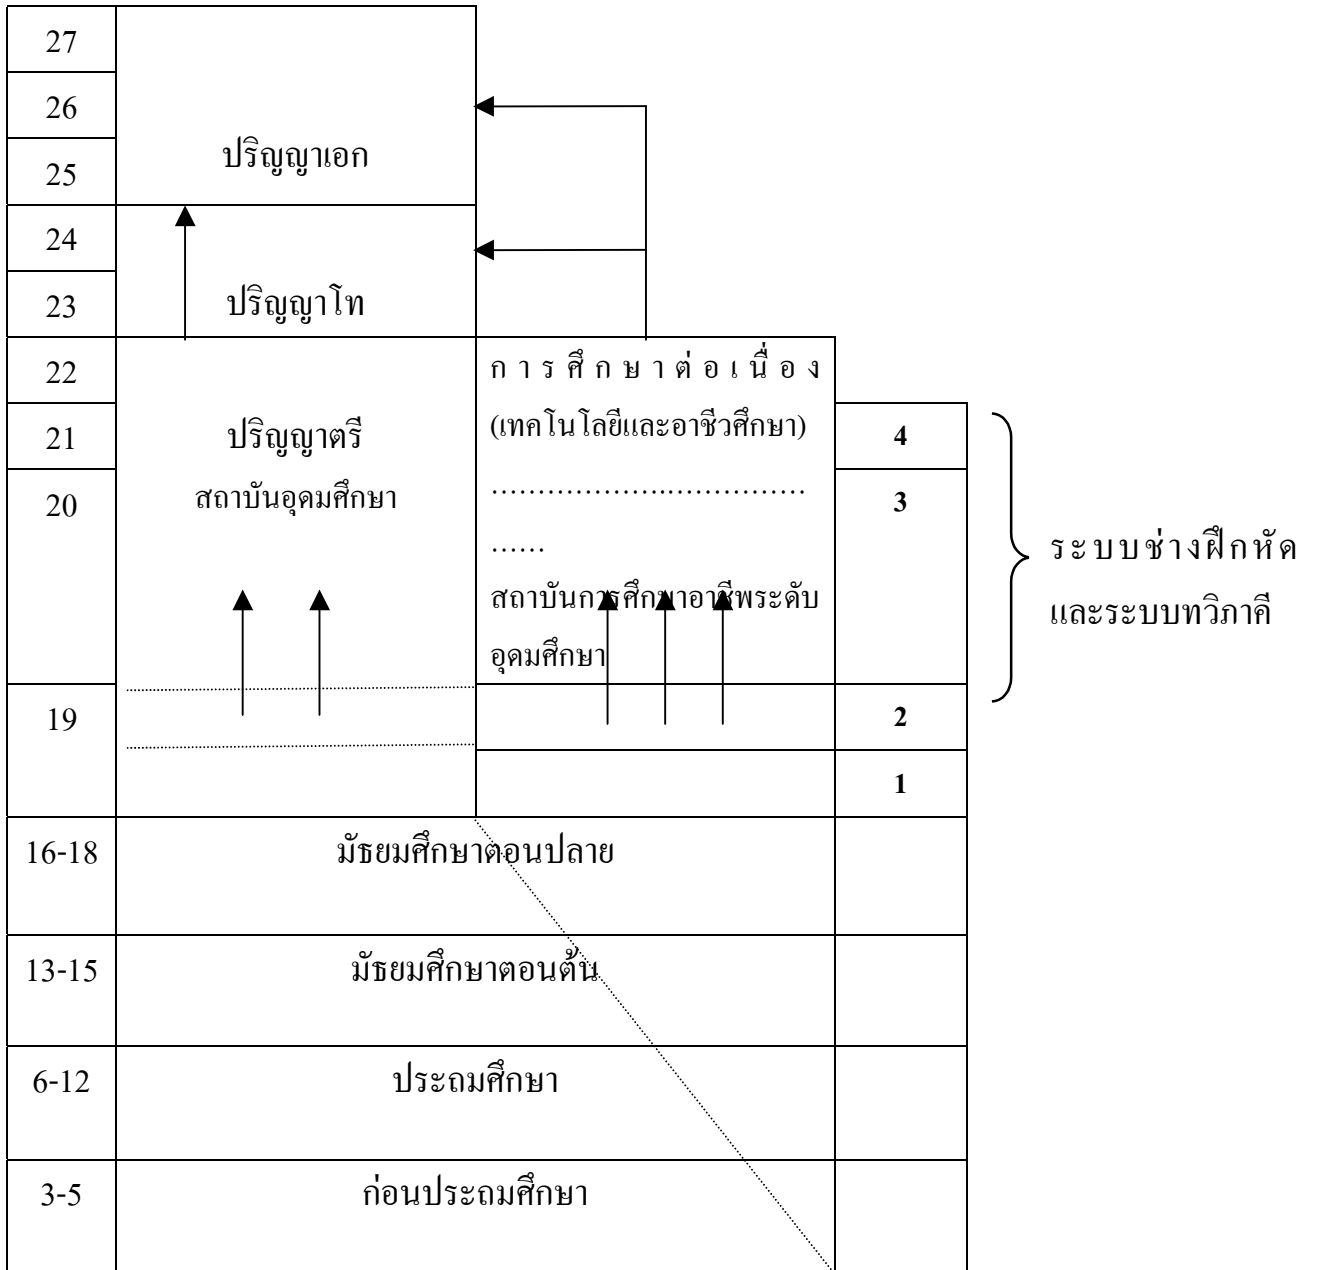 27
26
25
ปริญญาเอก
24
23
ปริญญาโท
22
การศึกษาต่อเนื่อง
21
ปริญญาตรี
(เทคโนโลยีและอาชีวศึกษา)
4
20
สถาบันอุดมศึกษา
………………..……………
……
สถาบันการศึกษาอาชีพระดับ
อุดมศึกษา
3
ระบบช่างฝึกหัด
และระบบทวิภาคี
19
2
1
16-18
มัธยมศึกษาตอนปลาย
13-15
มัธยมศึกษาตอนต้น
6-12
ประถมศึกษา
3-5
ก่อนประถมศึกษา